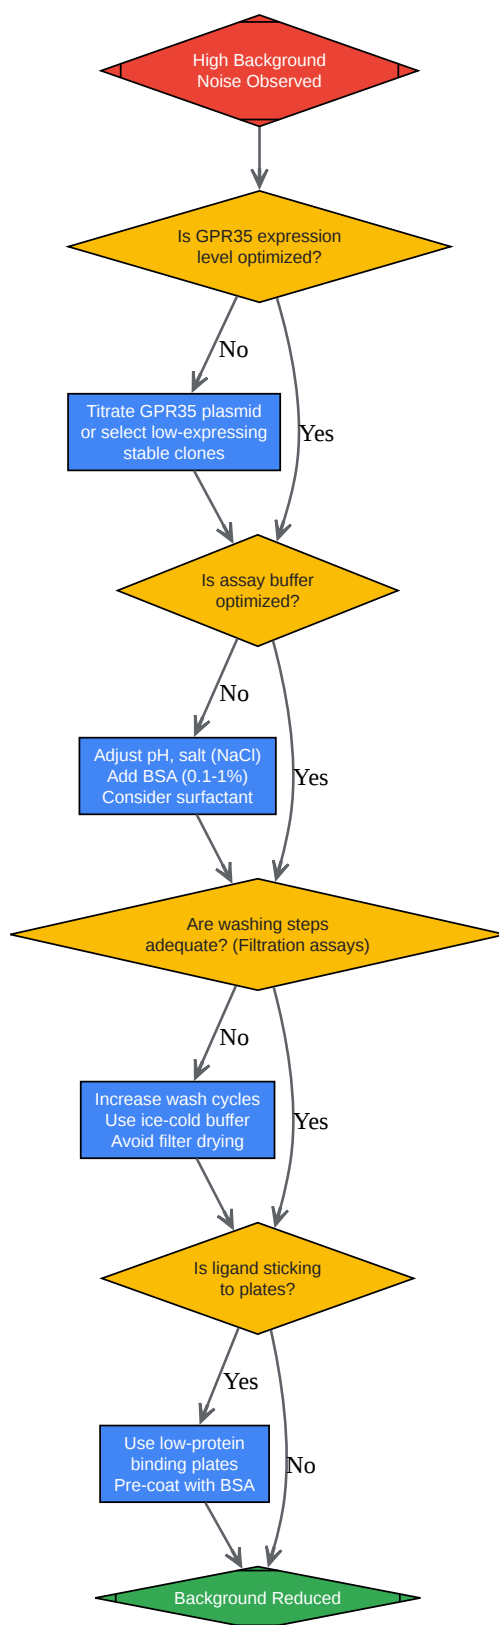 High Background
Noise Observed
Is GPR35 expression
level optimized?
No
Titrate GPR35 plasmid
or select low-expressing
stable clones
Yes
Is assay buffer
optimized?
No
Adjust pH, salt (NaCl)
Add BSA (0.1-1%)
Consider surfactant
Yes
Are washing steps
adequate? (Filtration assays)
No
Increase wash cycles
Use ice-cold buffer
Avoid filter drying
Yes
Is ligand sticking
to plates?
Yes
Use low-protein
binding plates
Pre-coat with BSA
No
Background Reduced